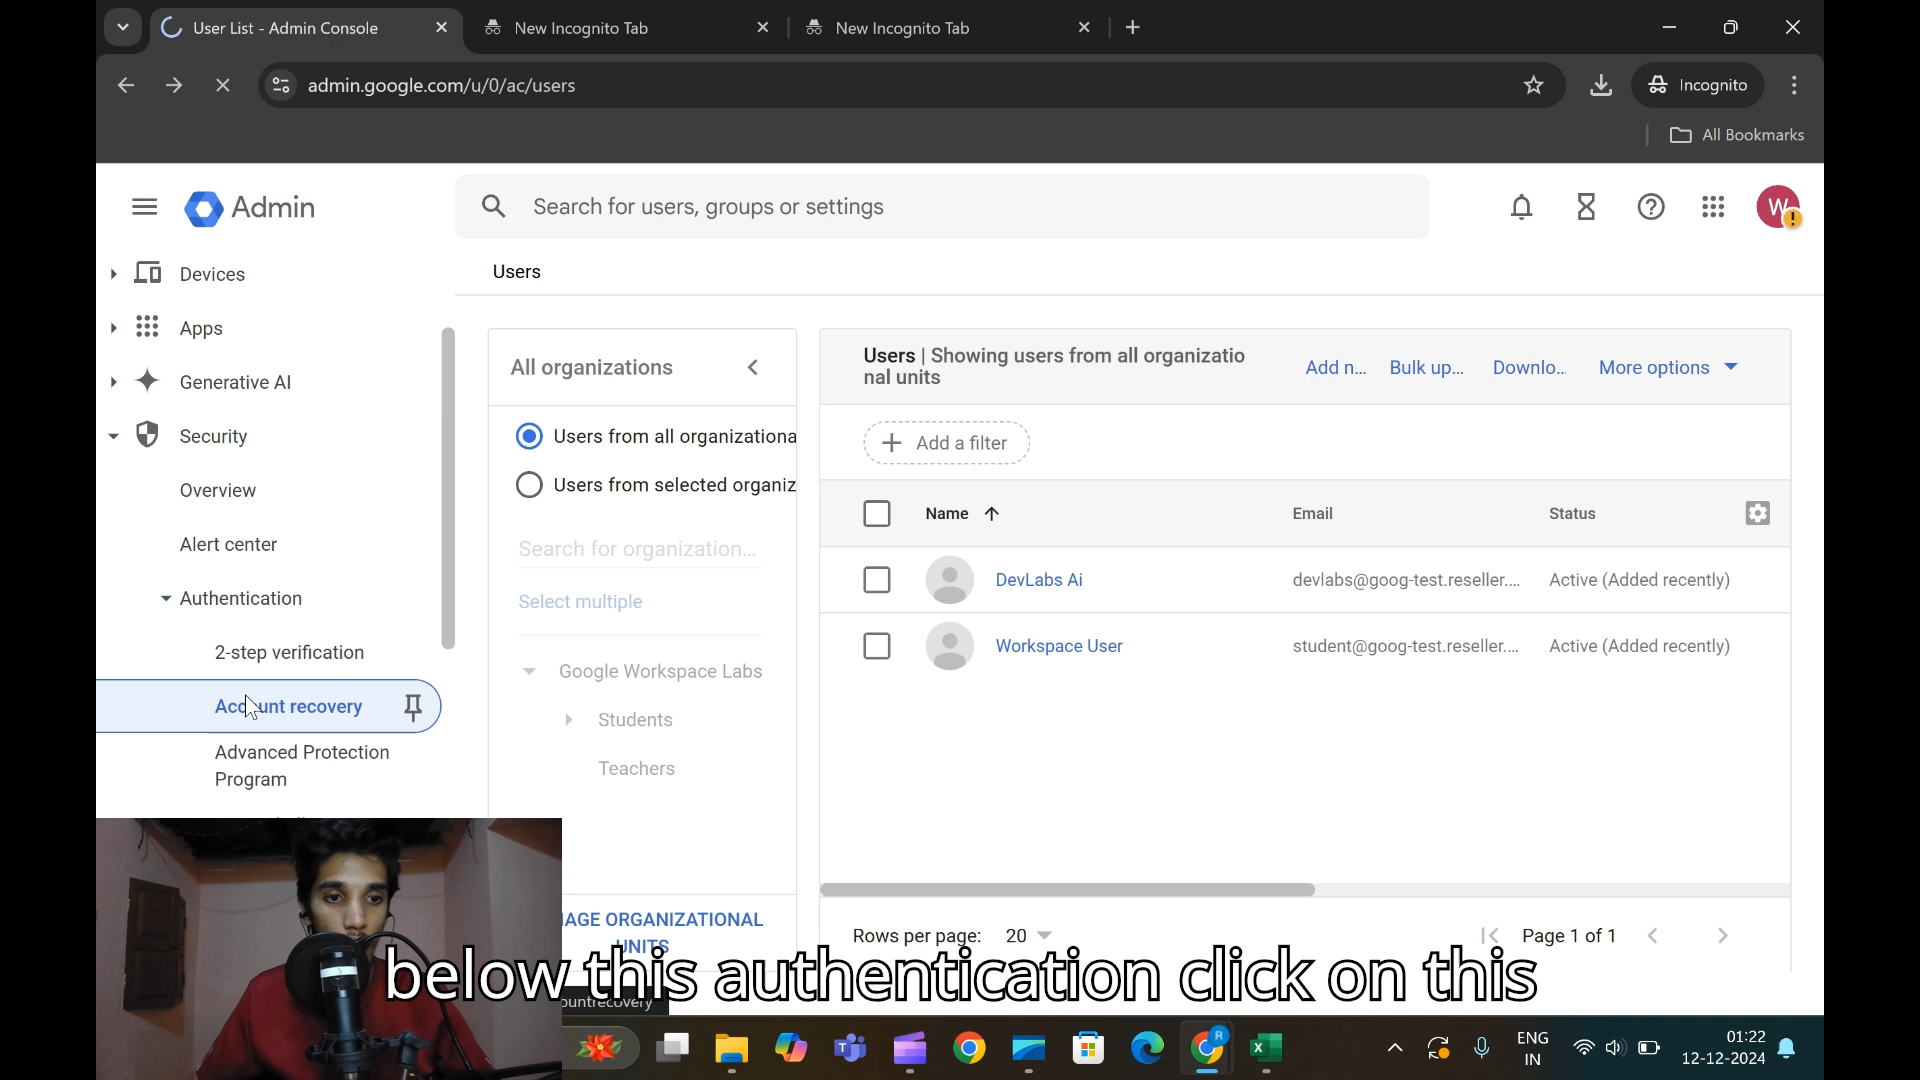 User List - Admin Console
New Incognito Tab
New Incognito Tab
admin.google.com/u/0/ac/users
Incognito
All Bookmarks
Admin
Search for users, groups or settings
W
Devices
Apps
Generative AI
Security
Overview
Alert center
Authentication
2-step verification
Account recovery
Advanced Protection
Program
Users
All organizations
Users from all organizationa
Users from selected organiz
Search for organization...
Select multiple
Google Workspace Labs
Students
Teachers
AGE ORGANIZATIONAL
UNITS
Users | Showing users from all organizatio
nal units
Add n...
Bulk up...
Downlo...
More options
Add a filter
Name
Email
Status
DevLabs Ai
devlabs@goog-test.reseller....
Active (Added recently)
Workspace User
student@goog-test.reseller....
Active (Added recently)
Rows per page:
20
Page 1 of 1
below this authentication click on this
ountrecovery
ENG
IN
01:22
12-12-2024